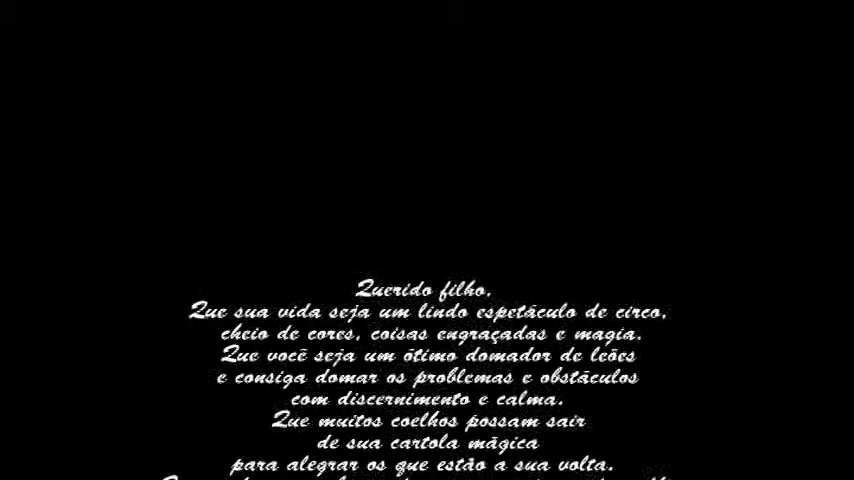 Querido filho,
Que sua vida seja um lindo espetáculo de circo,
cheio de cores, coisas engraçadas e magia.
Que você seja um ótimo domador de leões
e consiga domar os problemas e obstáculos
com discernimento e calma.
Que muitos coelhos possam sair
de sua cartola mágica
para alegrar os que estão a sua volta.